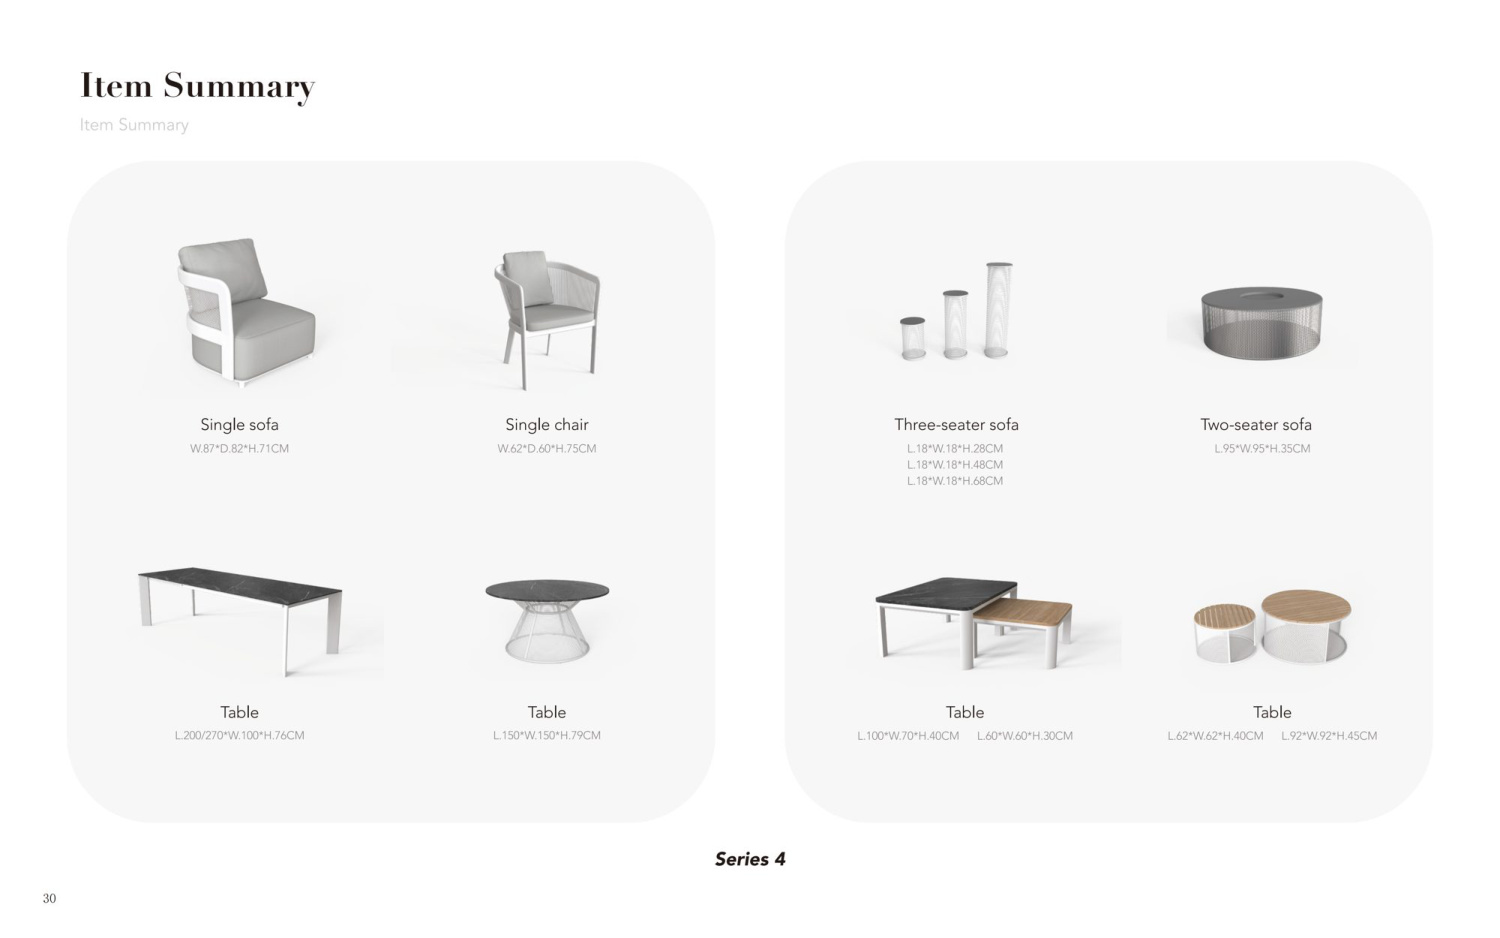 Item Summary
Item Summary
Single sofa
W.87*D.82*H.71CM
Single chair
W.62*D.60*H.75CM
Three-seater sofa
L.18*W.18*H.28CM
L.18*W.18*H.48CM
L.18*W.18*H.68CM
Two-seater sofa
L.95*W.95*H.35CM
Table
L.200/270*W.100*H.76CM
Table
L.150*W.150*H.79CM
Table
L.100*W.70*H.40CM L.60*W.60*H.30CM
Table
L.62*W.62*H.40CM L.92*W.92*H.45CM
Series 4
30